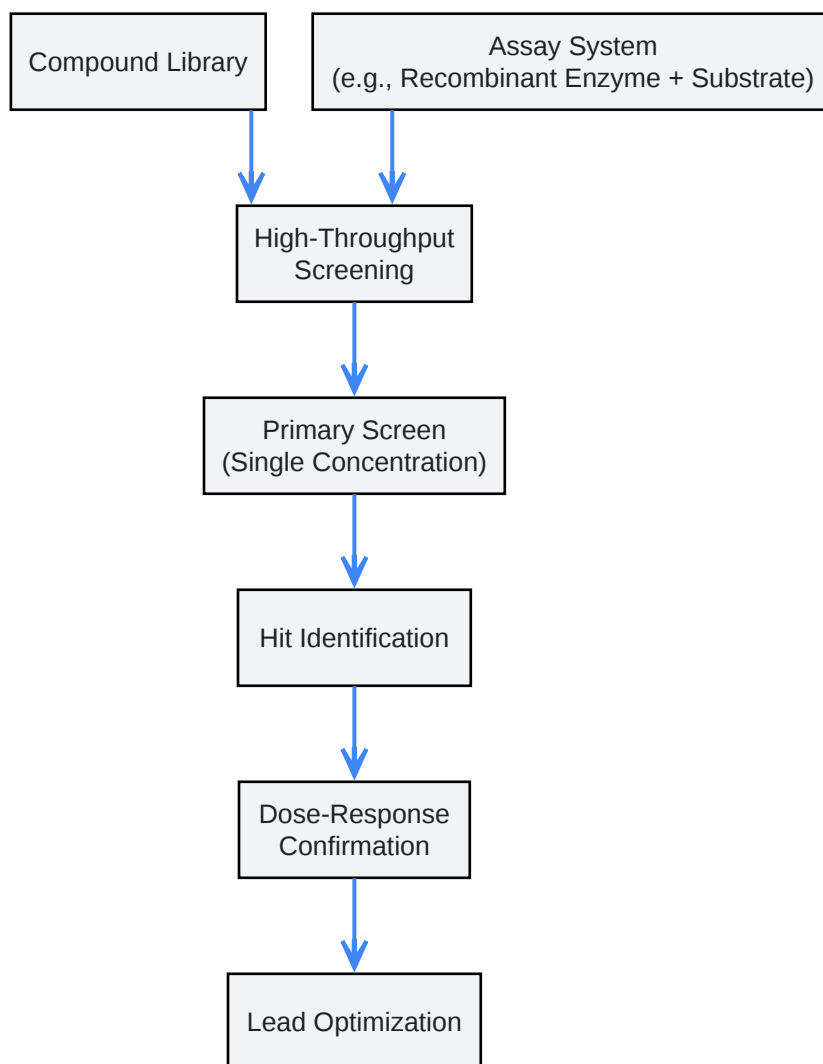 Compound Library
Assay System
(e.g., Recombinant Enzyme + Substrate)
High-Throughput
Screening
Primary Screen
(Single Concentration)
Hit Identification
Dose-Response
Confirmation
Lead Optimization